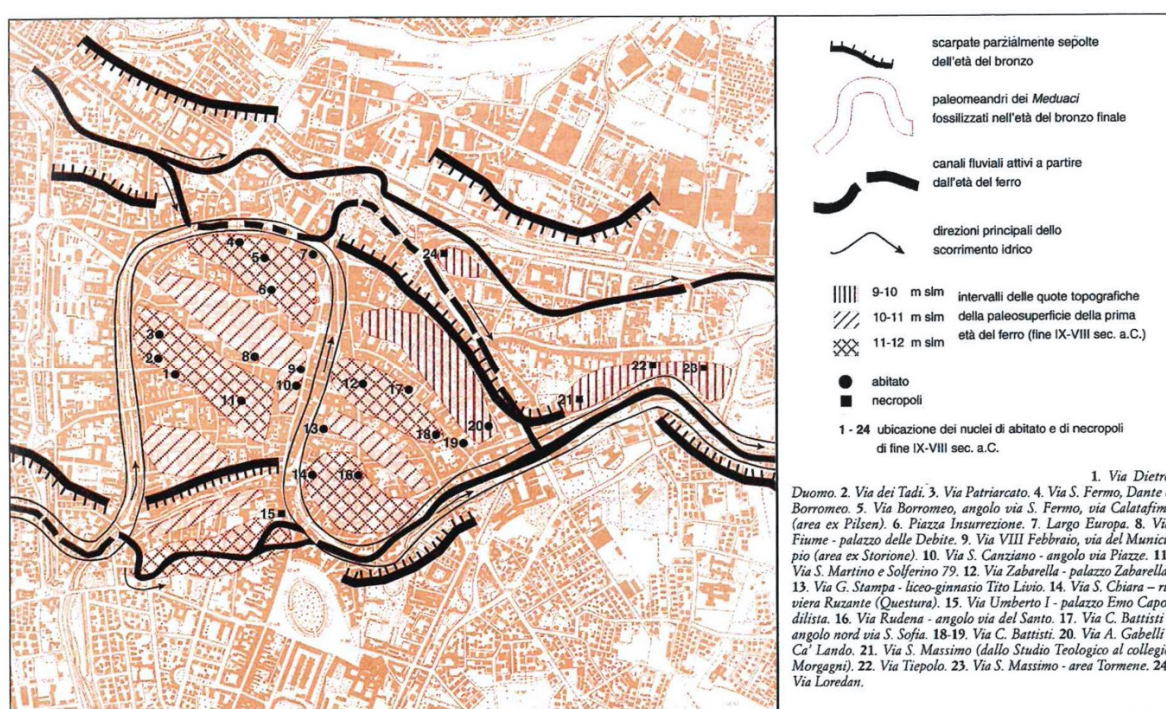 4
5
7
6
24
3
2
1
8
9
10
11
12
17
22
23
21
13
18
19
20
14
16
15
scarpate parzialmente sepolte
dell'età del bronzo
paleomeandri dei Meduaci
fossilizzati nell'età del bronzo finale
canali fluviali attivi a partire
dall'età del ferro
direzioni principali dello
scorrimento idrico
9-10 m slm intervalli delle quote topografiche
10-11 m slm della paleosuperficie della prima
11-12 m slm età del ferro (fine IX-VIII sec. a.C.)
abitato
necropoli
1 - 24 ubicazione dei nuclei di abitato e di necropoli
di fine IX-VIII sec. a.C.
1. Via Dietro
Duomo. 2. Via dei Tadi. 3. Via Patriarcato. 4. Via S. Fermo, Dante
Borromeo. 5. Via Borromeo, angolo via S. Fermo, via Calatafimi
(area ex Pilsen). 6. Piazza Insurrezione. 7. Largo Europa. 8. Via
Fiume - palazzo delle Debite. 9. Via VIII Febbraio, via del Munici-
pio (area ex Storione). 10. Via S. Canziano - angolo via Piazze. 11
Via S. Martino e Solferino 79. 12. Via Zabarella - palazzo Zabarella
13. Via G. Stampa - liceo-ginnasio Tito Livio. 14. Via S. Chiara – ri-
viera Ruzante (Questura). 15. Via Umberto I - palazzo Emo Capo-
dilista. 16. Via Rudena - angolo via del Santo. 17. Via C. Battisti
angolo nord via S. Sofia. 18-19. Via C. Battisti. 20. Via A. Gabelli
Ca' Lando. 21. Via S. Massimo (dallo Studio Teologico al collegio
Morgagni). 22. Via Tiepolo. 23. Via S. Massimo - area Tormene. 24
Via Loredan.